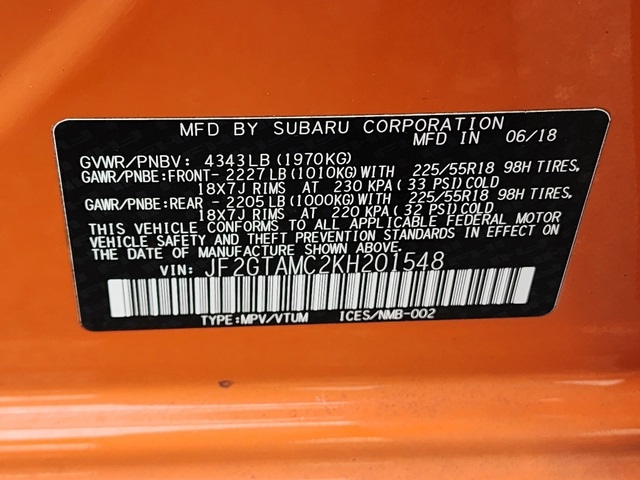 MFD BY SUBARU CORPORATION MFD IN 06/18
GVWR/PNBV: 4343LB(1970KG)
GAWR/PNBE:FRONT- 2227LB(1010KG)WITH 225/55R18 98H TIRES,
18X7J RIMS AT 230 KPA(33 PSI)COLD
GAWR/PNBE:REAR - 2205LB(1000KG)WITH 225/55R18 98H TIRES,
18X7J RIMS AT 220 KPA(32 PSI)COLD
THIS VEHICLE CONFORMS TO ALL APPLICABLE FEDERAL MOTOR
VEHICLE SAFETY AND THEFT PREVENTION STANDARDS IN EFFECT ON
THE DATE OF MANUFACTURE SHOWN ABOVE.
VIN: JF2GTAMC2KH201548
TYPE:MPV/VTUM ICES/NMB-002